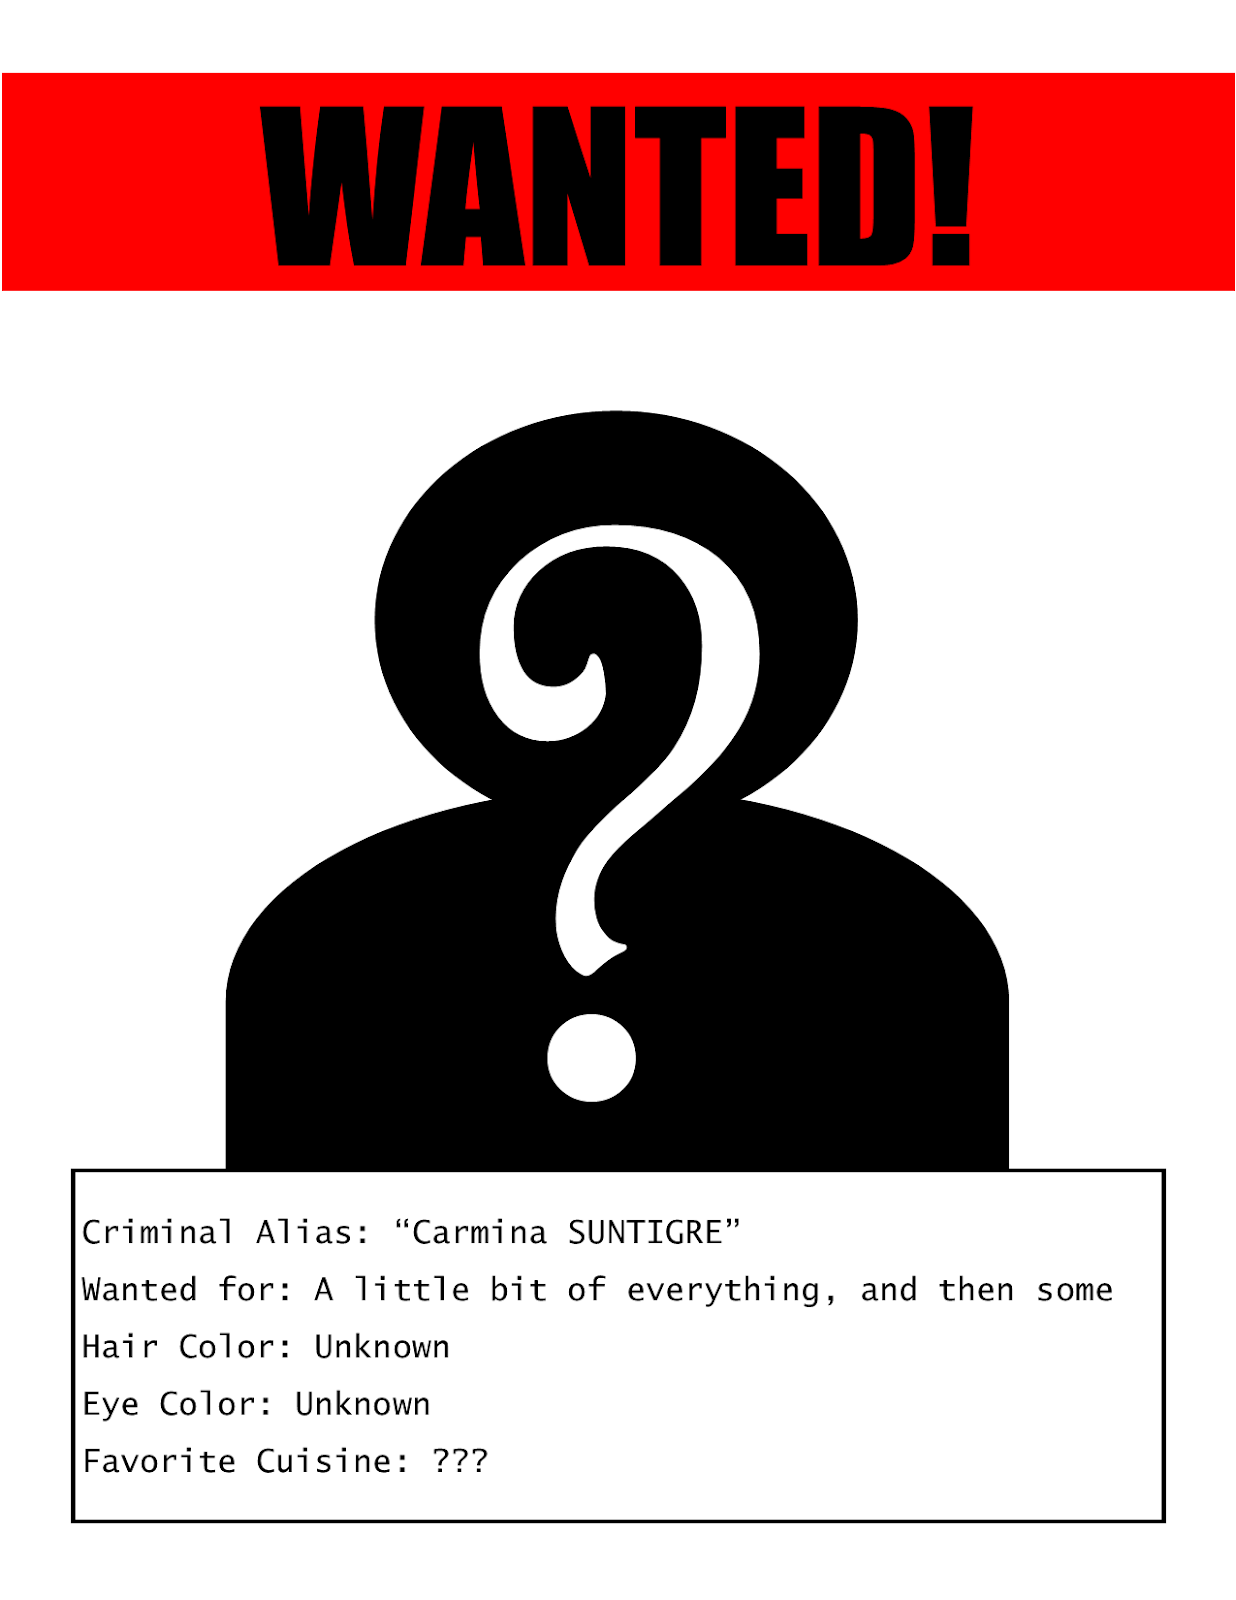 WANTED!
?
Criminal Alias: “Carmina SUNTIGRE”
Wanted for: A little bit of everything, and then some
Hair Color: Unknown
Eye Color: Unknown
Favorite Cuisine: ???